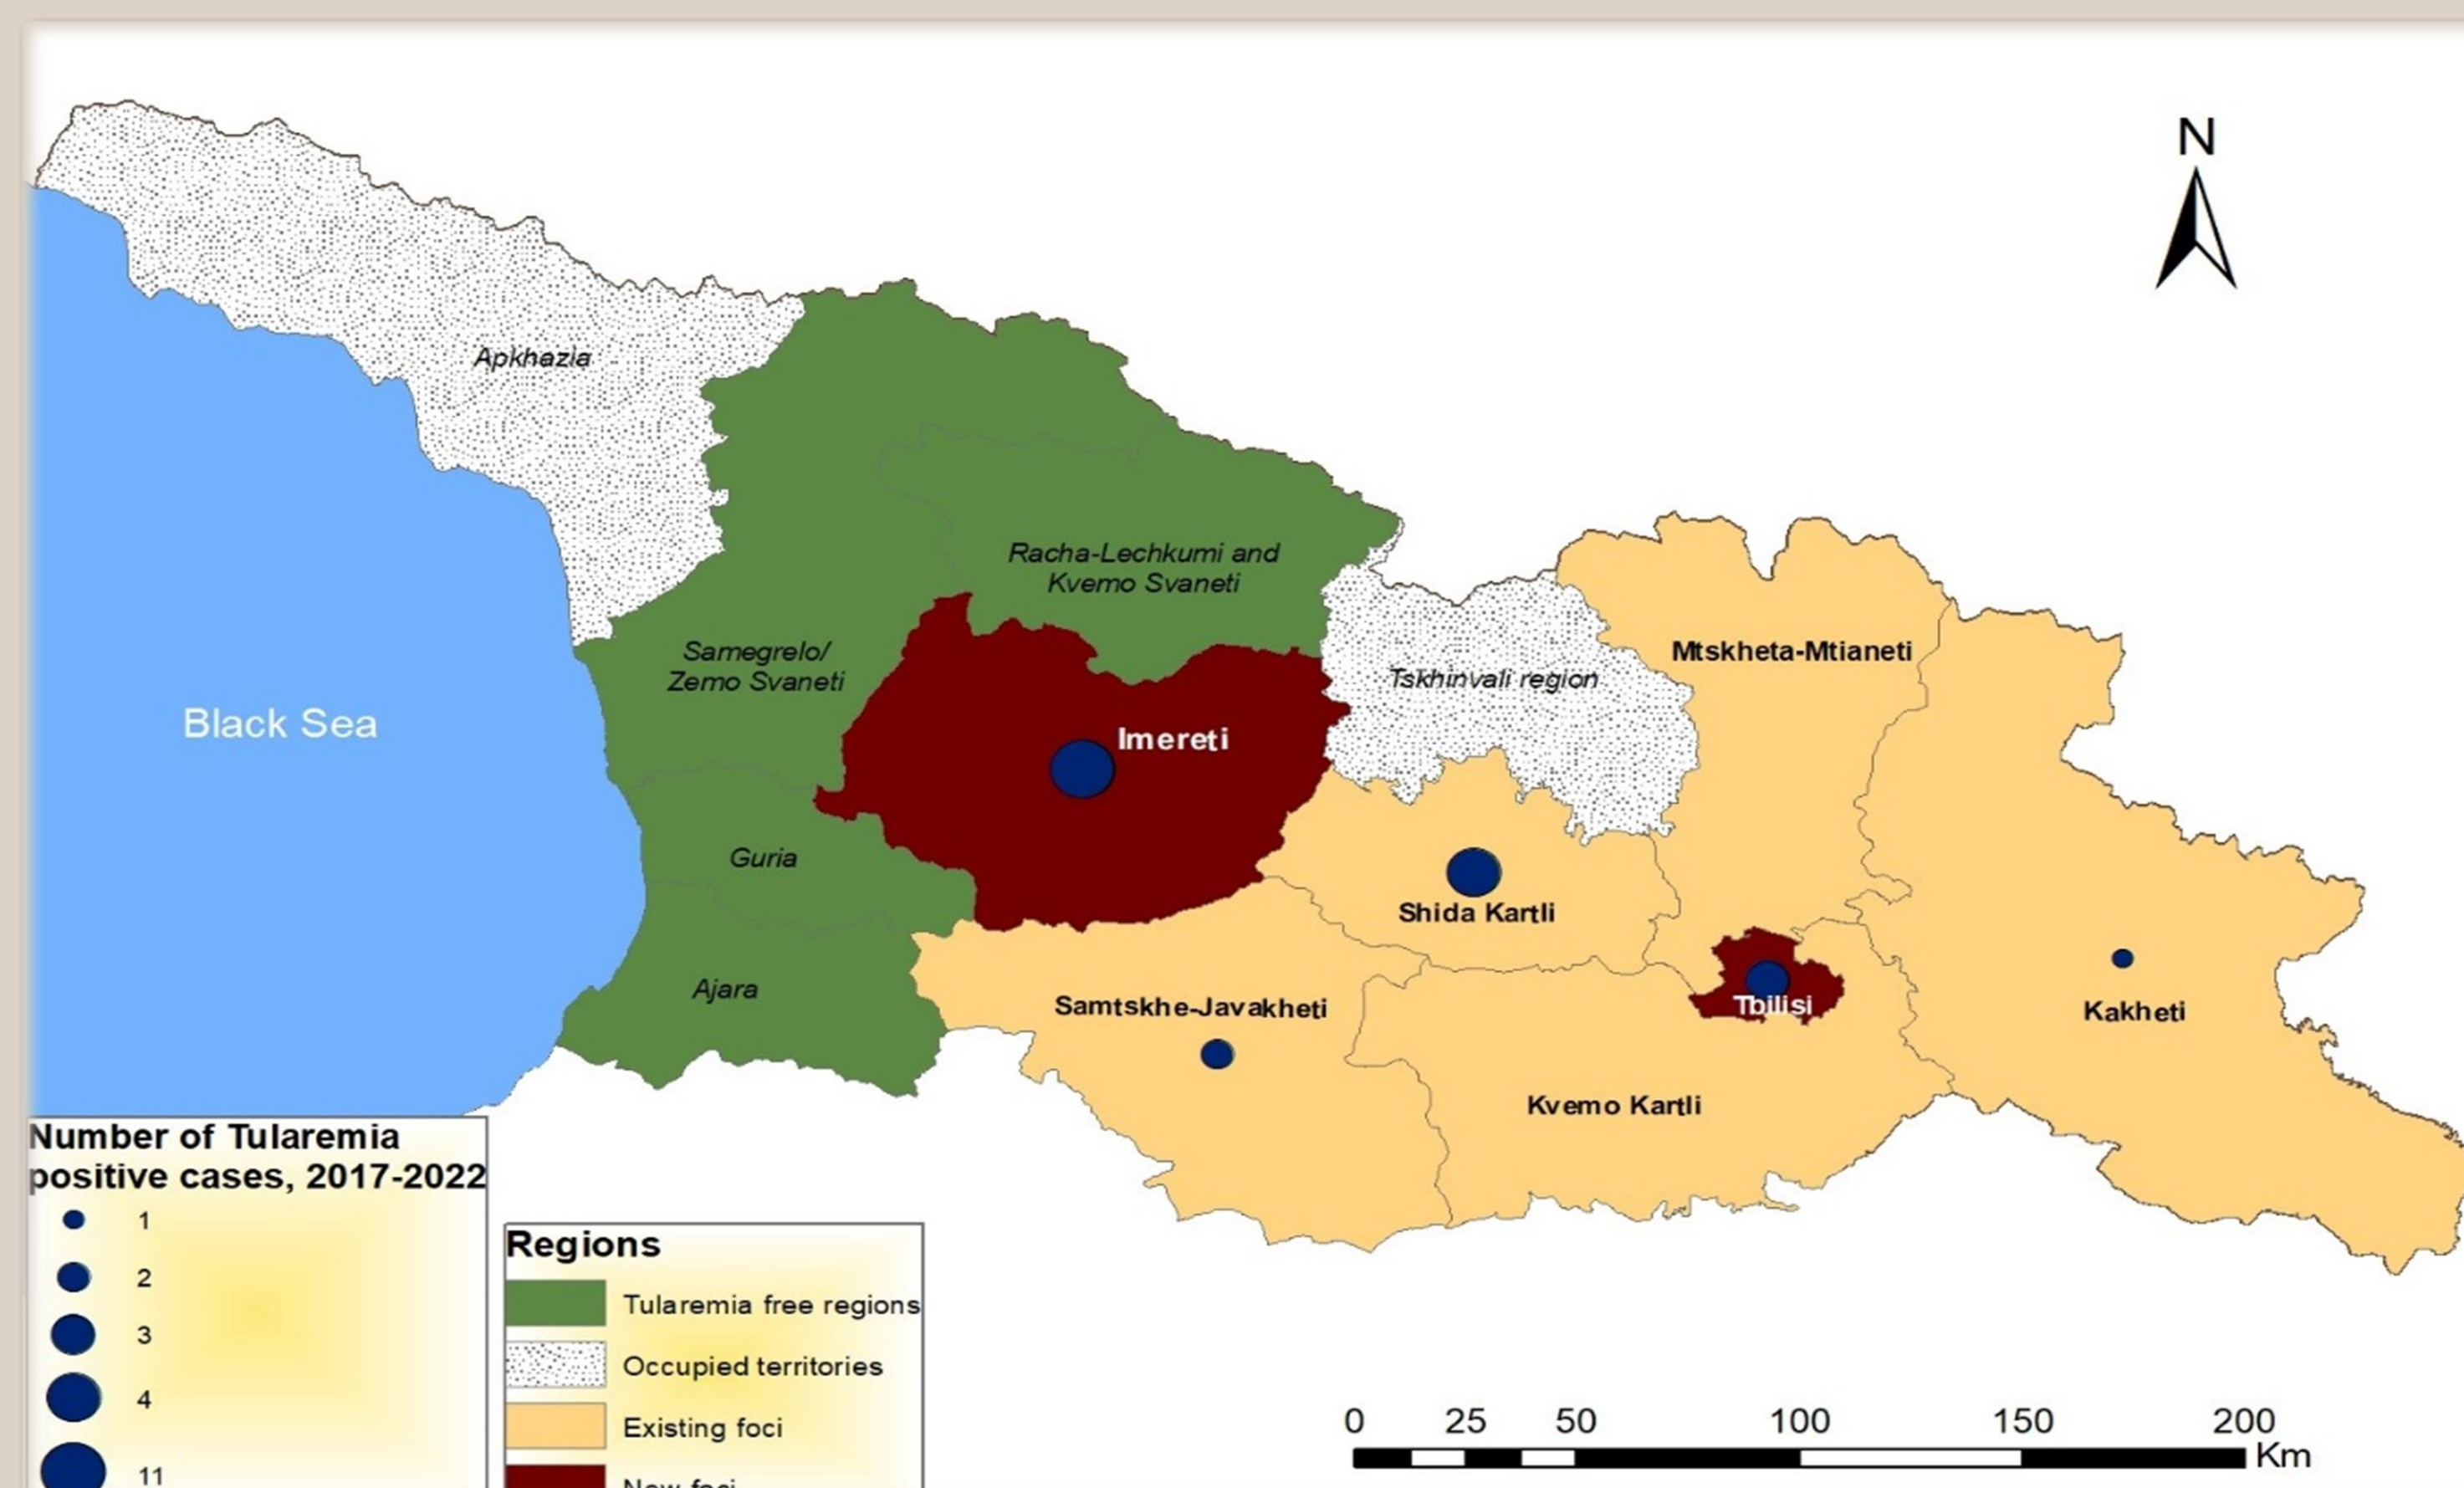 N
Apkhazia
Racha-Lechkumi and
Kvemo Svaneti
Samegrelo/
Zemo Svaneti
Mtskheta-Mtianeti
Tskhinvali region
Black Sea
Imereti
Guria
Shida Kartli
Ajara
Samtskhe-Javakheti
Tbilisi
Kakheti
Kvemo Kartli
Number of Tularemia
positive cases, 2017-2022
1
2
3
4
11
Regions
Tularemia free regions
Occupied territories
Existing foci
New foci
0 25 50 100 150 200
Km